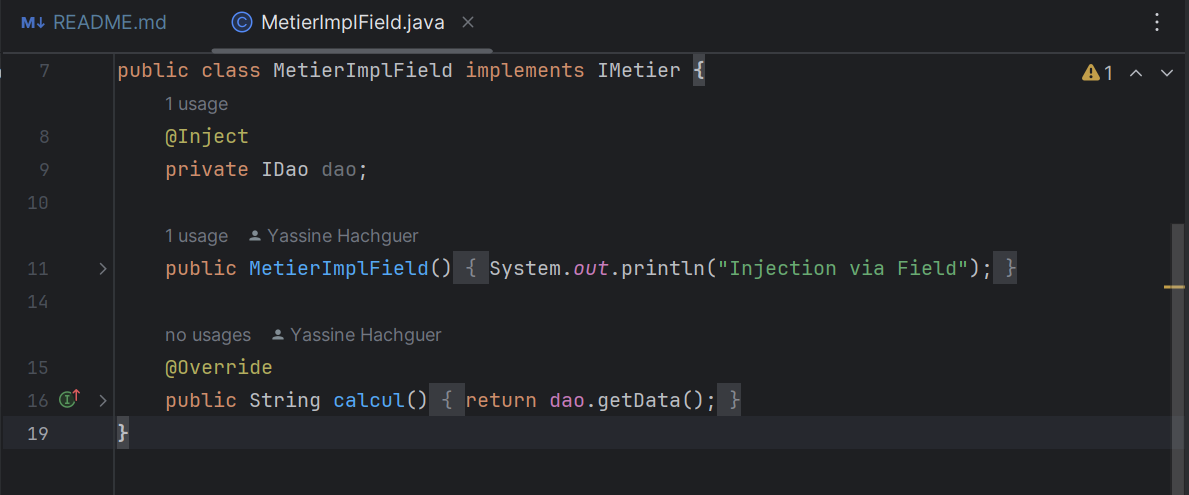 M↓ README.md
C MetierImplField.java
7 public class MetierImplField implements IMetier {
1
1 usage
8 @Inject
9 private IDao dao;
10
1 usage Yassine Hachguer
11 public MetierImplField() { System.out.println("Injection via Field"); }
14
no usages Yassine Hachguer
15 @Override
16 I public String calcul() { return dao.getData(); }
19 }